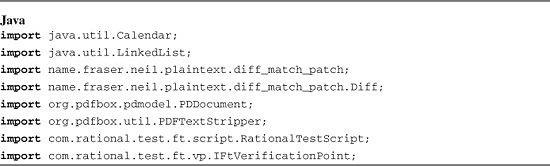 Java
import java.util.Calendar;
import java.util.LinkedList;
import name.fraser.neil.plaintext.diff_match_patch;
import name.fraser.neil.plaintext.diff_match_patch.Diff;
import org.pdfbox.pdmodel.PDDocument;
import org.pdfbox.util.PDFTextStripper;
import com.rational.test.ft.script.RationalTestScript;
import com.rational.test.ft.vp.IFtVerificationPoint;